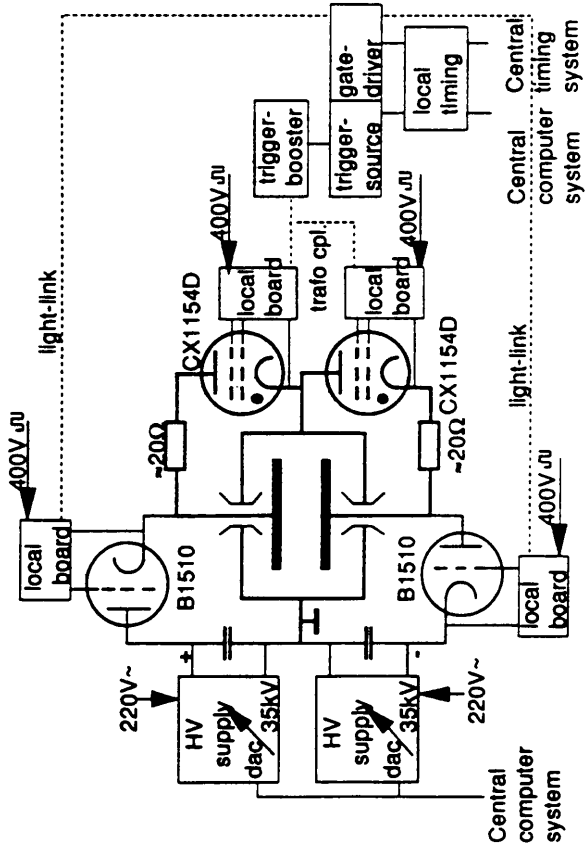 400V
local
board
B1510
light-link
~20Ω
CX1154D
400V
local
board
trafo cpl.
trigger-
booster
gate-
driver
trigger-
source
local
timing
Central
timing
system
Central
computer
system
400V
local
board
CX1154D
~20Ω
light-link
B1510
local
board
400V
220V~
+
HV
supply
dac
35kV
HV
supply
dac
35kV
-
220V~
Central
computer
system